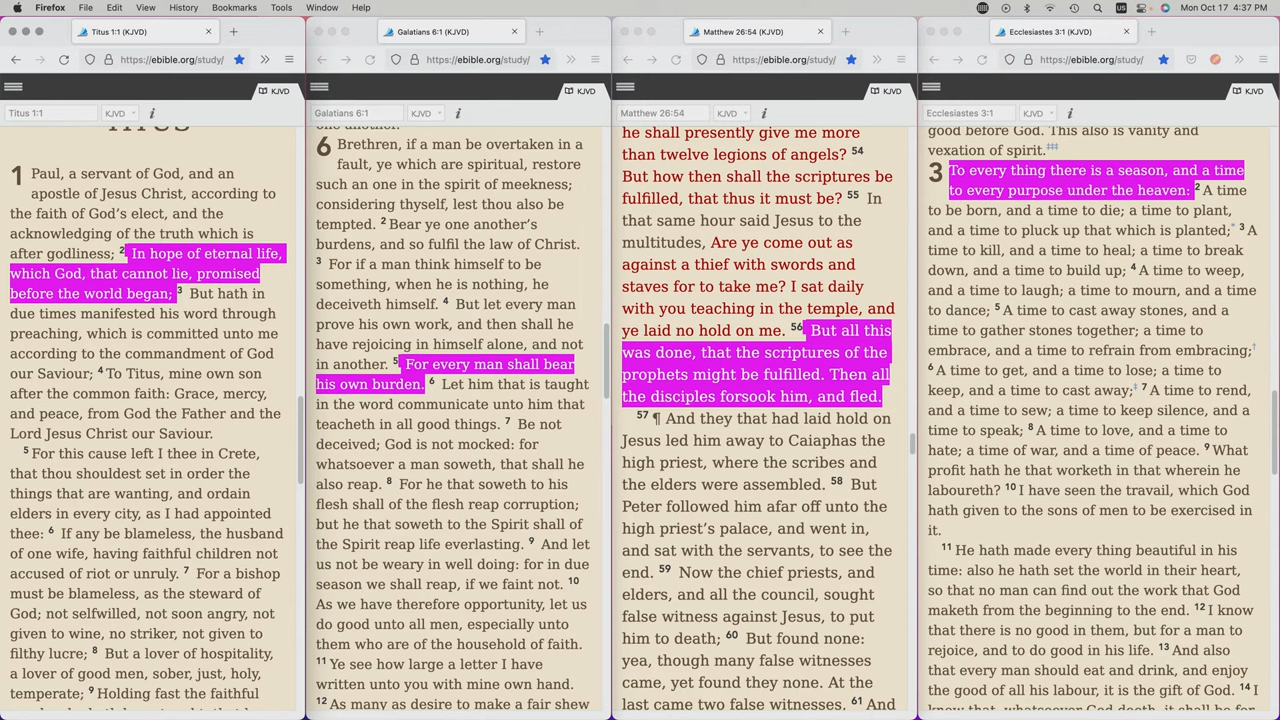 Firefox File Edit View History Bookmarks Tools Window Help US Mon Oct 17 4:37 PM
Titus 1:1 (KJVD)
https://ebible.org/study/
KJVD
Titus 1:1 KJVD i
TITUS
1 Paul, a servant of God, and an
apostle of Jesus Christ, according to
the faith of God’s elect, and the
acknowledging of the truth which is
after godliness; 2 In hope of eternal life,
which God, that cannot lie, promised
before the world began; 3 But hath in
due times manifested his word through
preaching, which is committed unto me
according to the commandment of God
our Saviour; 4 To Titus, mine own son
after the common faith: Grace, mercy,
and peace, from God the Father and the
Lord Jesus Christ our Saviour.
5 For this cause left I thee in Crete,
that thou shouldest set in order the
things that are wanting, and ordain
elders in every city, as I had appointed
thee: 6 If any be blameless, the husband
of one wife, having faithful children not
accused of riot or unruly. 7 For a bishop
must be blameless, as the steward of
God; not selfwilled, not soon angry, not
given to wine, no striker, not given to
filthy lucre; 8 But a lover of hospitality,
a lover of good men, sober, just, holy,
temperate; 9 Holding fast the faithful
Galatians 6:1 (KJVD)
https://ebible.org/study/
KJVD
Galatians 6:1 KJVD i
one another.
6 Brethren, if a man be overtaken in a
fault, ye which are spiritual, restore
such an one in the spirit of meekness;
considering thyself, lest thou also be
tempted. 2 Bear ye one another’s
burdens, and so fulfil the law of Christ.
3 For if a man think himself to be
something, when he is nothing, he
deceiveth himself. 4 But let every man
prove his own work, and then shall he
have rejoicing in himself alone, and not
in another. 5 For every man shall bear
his own burden. 6 Let him that is taught
in the word communicate unto him that
teacheth in all good things. 7 Be not
deceived; God is not mocked: for
whatsoever a man soweth, that shall he
also reap. 8 For he that soweth to his
flesh shall of the flesh reap corruption;
but he that soweth to the Spirit shall of
the Spirit reap life everlasting. 9 And let
us not be weary in well doing: for in due
season we shall reap, if we faint not. 10
As we have therefore opportunity, let us
do good unto all men, especially unto
them who are of the household of faith.
11 Ye see how large a letter I have
written unto you with mine own hand.
12 As many as desire to make a fair shew
Matthew 26:54 (KJVD)
https://ebible.org/study/
KJVD
Matthew 26:54 KJVD i
he shall presently give me more
than twelve legions of angels? 54
But how then shall the scriptures be
fulfilled, that thus it must be? 55 In
that same hour said Jesus to the
multitudes, Are ye come out as
against a thief with swords and
staves for to take me? I sat daily
with you teaching in the temple, and
ye laid no hold on me. 56 But all this
was done, that the scriptures of the
prophets might be fulfilled. Then all
the disciples forsook him, and fled.
57 ¶ And they that had laid hold on
Jesus led him away to Caiaphas the
high priest, where the scribes and
the elders were assembled. 58 But
Peter followed him afar off unto the
high priest’s palace, and went in,
and sat with the servants, to see the
end. 59 Now the chief priests, and
elders, and all the council, sought
false witness against Jesus, to put
him to death; 60 But found none:
yea, though many false witnesses
came, yet found they none. At the
last came two false witnesses, 61 And
Ecclesiastes 3:1 (KJVD)
https://ebible.org/study/
KJVD
Ecclesiastes 3:1 KJVD i
good before God. This also is vanity and
vexation of spirit.‡‡‡
3 To every thing there is a season, and a time
to every purpose under the heaven: 2 A time
to be born, and a time to die; a time to plant,
and a time to pluck up that which is planted;* 3 A
time to kill, and a time to heal; a time to break
down, and a time to build up; 4 A time to weep,
and a time to laugh; a time to mourn, and a time
to dance; 5 A time to cast away stones, and a
time to gather stones together; a time to
embrace, and a time to refrain from embracing;†
6 A time to get, and a time to lose; a time to
keep, and a time to cast away;‡ 7 A time to rend,
and a time to sew; a time to keep silence, and a
time to speak; 8 A time to love, and a time to
hate; a time of war, and a time of peace. 9 What
profit hath he that worketh in that wherein he
laboureth? 10 I have seen the travail, which God
hath given to the sons of men to be exercised in
it.
11 He hath made every thing beautiful in his
time: also he hath set the world in their heart,
so that no man can find out the work that God
maketh from the beginning to the end. 12 I know
that there is no good in them, but for a man to
rejoice, and to do good in his life. 13 And also
that every man should eat and drink, and enjoy
the good of all his labour, it is the gift of God. 14 I
know that, whatsoever God doeth, it shall be for